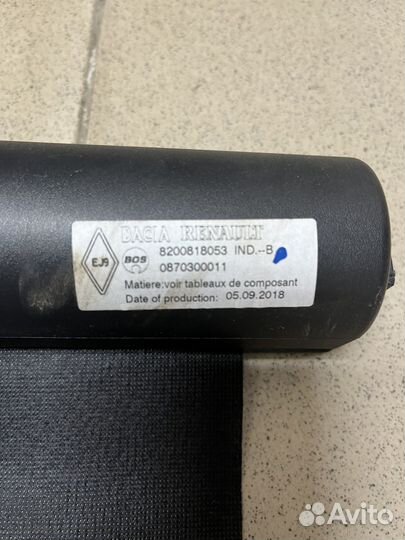 DACIA RENAULT
EJ9 BOS 8200818053 IND.--B
0870300011
Matiere:voir tableaux de composant
Date of production: 05.09.2018
Avito